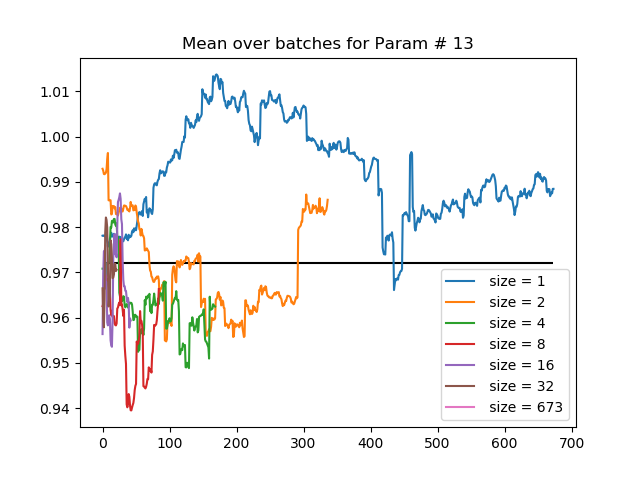 Mean over batches for Param # 13
1.01
1.00
0.99
0.98
0.97
0.96
0.95
0.94
0
100
200
300
400
500
600
700
size = 1
size = 2
size = 4
size = 8
size = 16
size = 32
size = 673